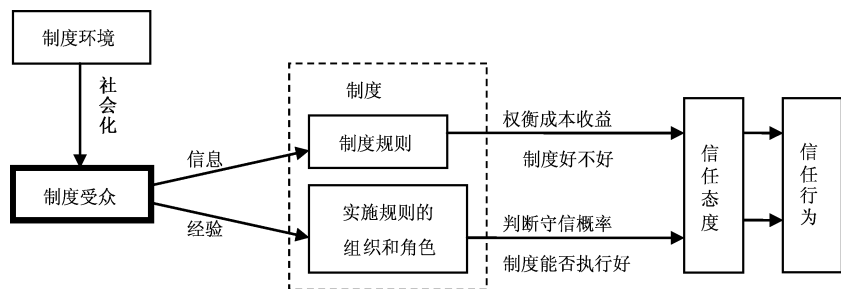 制度环境
社会化
制度受众
信息
经验
制度
制度规则
实施规则的
组织和角色
权衡成本收益
制度好不好
判断守信概率
制度能否执行好
信任态度
信任行为